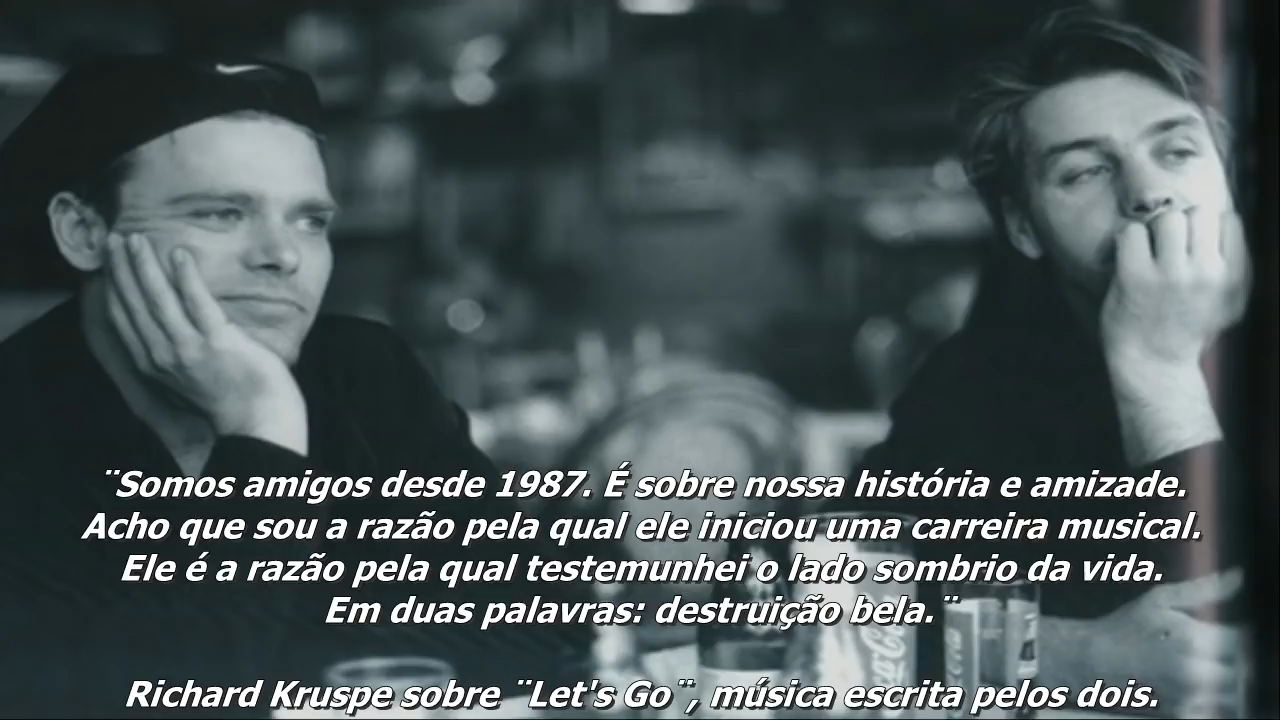 ¨Somos amigos desde 1987. É sobre nossa história e amizade.
Acho que sou a razão pela qual ele iniciou uma carreira musical.
Ele é a razão pela qual testemunhei o lado sombrio da vida.
Em duas palavras: destruição bela.¨
Richard Kruspe sobre ¨Let's Go¨, música escrita pelos dois.
Coca-Cola